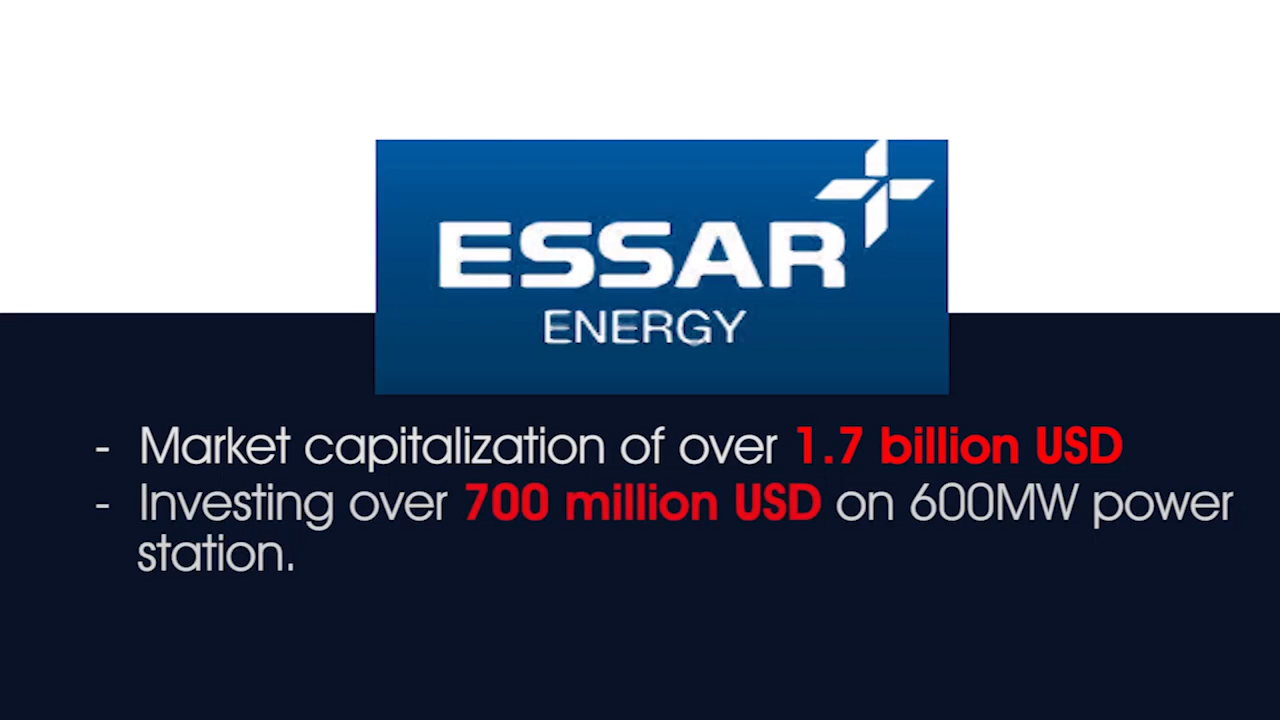 ESSAR
ENERGY
- Market capitalization of over 1.7 billion USD
- Investing over 700 million USD on 600MW power
station.